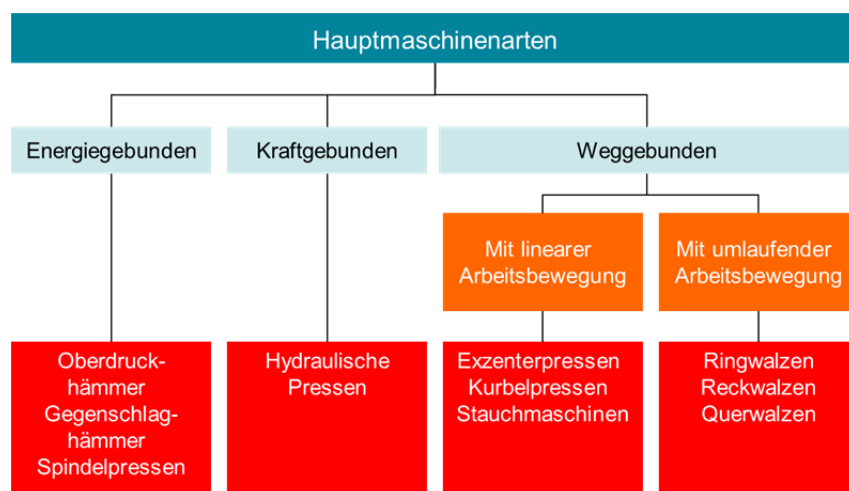 Hauptmaschinenarten
Energiegebunden
Kraftgebunden
Weggebunden
Mit linearer
Arbeitsbewegung
Mit umlaufender
Arbeitsbewegung
Oberdruck-
hämmer
Gegenschlag-
hämmer
Spindelpressen
Hydraulische
Pressen
Exzenterpressen
Kurbelpressen
Stauchmaschinen
Ringwalzen
Reckwalzen
Querwalzen